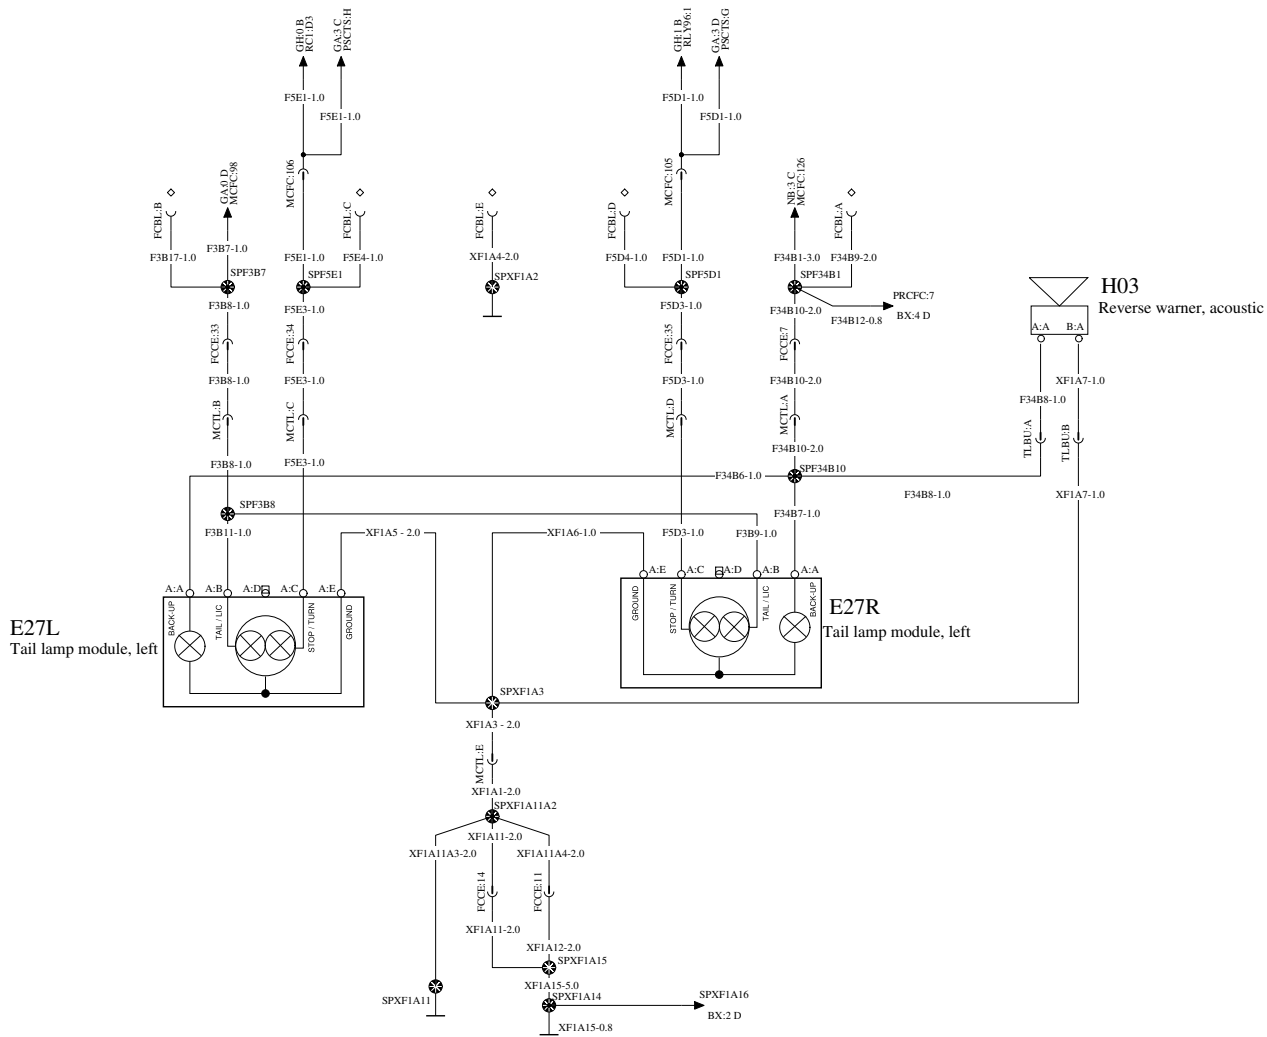 GH:0 B
RC1:D3
GA:3 C
PSCTS:H
GH:1 B
RLY96:1
GA:3 D
PSCTS:G
F5E1-1.0
F5E1-1.0
F5D1-1.0
F5D1-1.0
GA:0 D
MCFC:98
MCFC:106
MCFC:105
NB:3 C
MCFC:126
FCBL:B
FCBL:C
FCBL:E
FCBL:D
FCBL:A
F3B17-1.0
F3B7-1.0
F5E1-1.0
F5E4-1.0
XF1A4-2.0
F5D4-1.0
F5D1-1.0
F34B1-3.0
F34B9-2.0
SPF3B7
SPF5E1
SPXF1A2
SPF5D1
SPF34B1
H03
Reverse warner, acoustic
PRCFC:7
BX:4 D
F34B12-0.8
F3B8-1.0
F5E3-1.0
F5D3-1.0
F34B10-2.0
A:A
B:A
FCCE:33
FCCE:34
FCCE:35
FCCE:7
F3B8-1.0
F5E3-1.0
F5D3-1.0
F34B10-2.0
XF1A7-1.0
F34B8-1.0
MCTL:B
MCTL:C
MCTL:D
MCTL:A
TLBU:A
TLBU:B
F34B10-2.0
F3B8-1.0
F5E3-1.0
SPF34B10
F34B6-1.0
F34B8-1.0
XF1A7-1.0
SPF3B8
F34B7-1.0
F3B11-1.0
XF1A5 - 2.0
XF1A6-1.0
F5D3-1.0
F3B9-1.0
A:E
A:C
A:D
A:B
A:A
A:A
A:B
A:D
A:C
A:E
E27L
Tail lamp module, left
BACK-UP
TAIL / LIC
STOP / TURN
GROUND
GROUND
STOP / TURN
TAIL / LIC
BACK-UP
E27R
Tail lamp module, left
SPXF1A3
XF1A3 - 2.0
MCTL:E
XF1A1-2.0
SPXF1A11A2
XF1A11-2.0
XF1A11A3-2.0
XF1A11A4-2.0
FCCE:14
FCCE:11
XF1A11-2.0
XF1A12-2.0
SPXF1A15
XF1A15-5.0
SPXF1A11
SPXF1A14
SPXF1A16
BX:2 D
XF1A15-0.8